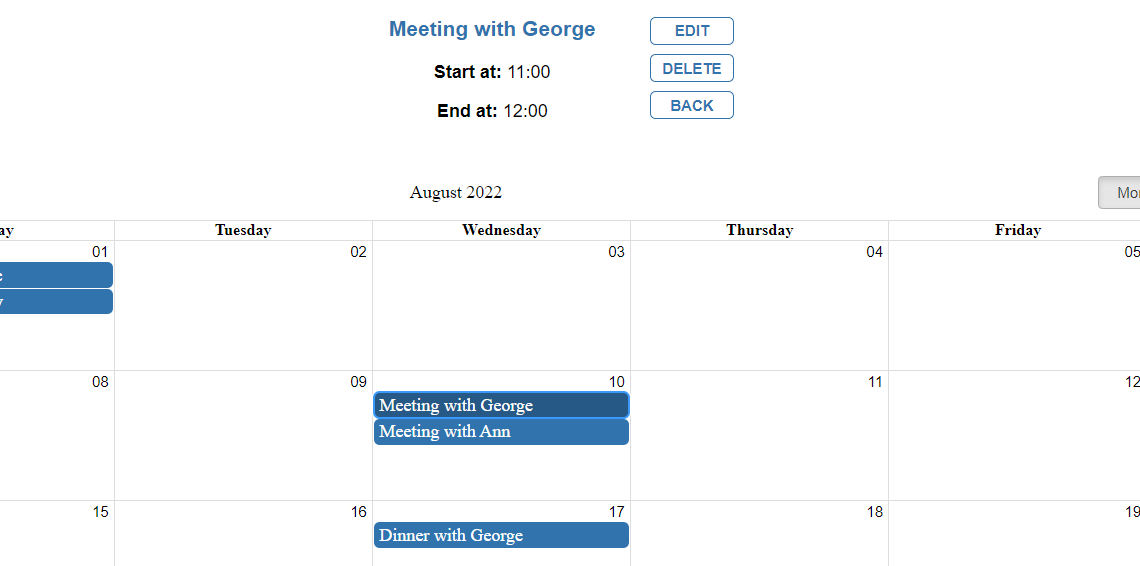 Meeting with George
EDIT
Start at: 11:00
DELETE
End at: 12:00
BACK
August 2022
Tuesday Wednesday Thursday Friday
01 02 03 04 05
08 09 10 11 12
Meeting with George
Meeting with Ann
15 16 17 18 19
Dinner with George